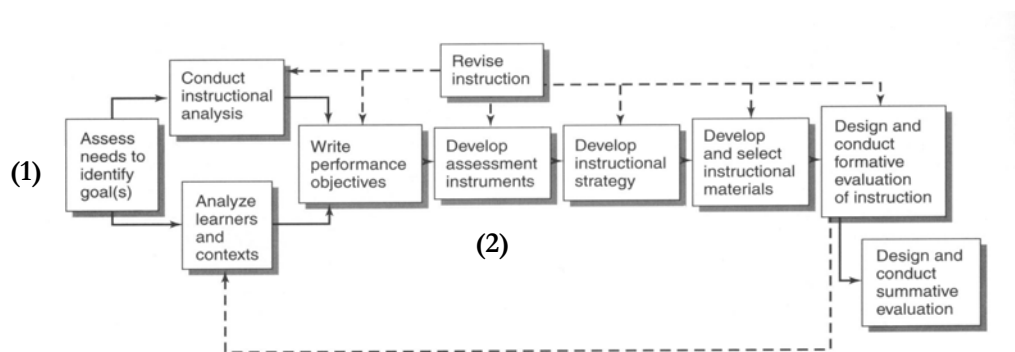 Revise
instruction
Conduct
instructional
analysis
(1)
Assess
needs to
identify
goal(s)
Write
performance
objectives
Develop
assessment
instruments
Develop
instructional
strategy
Develop
and select
instructional
materials
Design and
conduct
formative
evaluation
of instruction
Analyze
learners
and
contexts
(2)
Design and
conduct
summative
evaluation